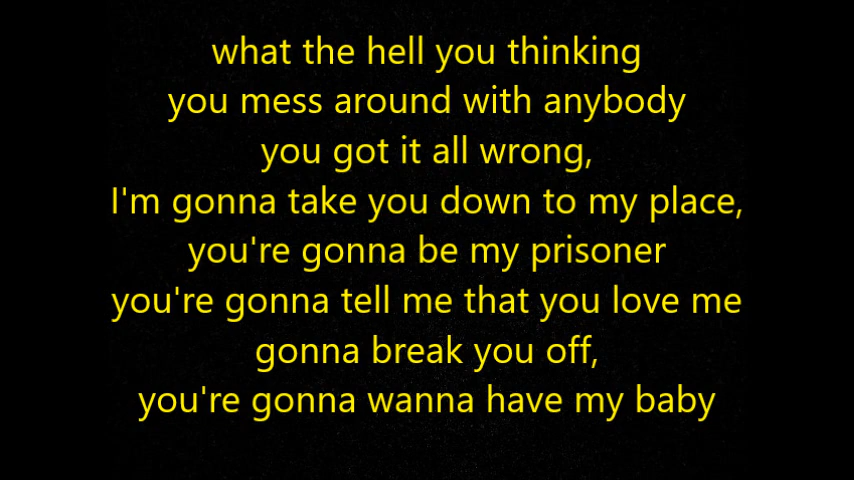 what the hell you thinking
you mess around with anybody
you got it all wrong,
I'm gonna take you down to my place,
you're gonna be my prisoner
you're gonna tell me that you love me
gonna break you off,
you're gonna wanna have my baby